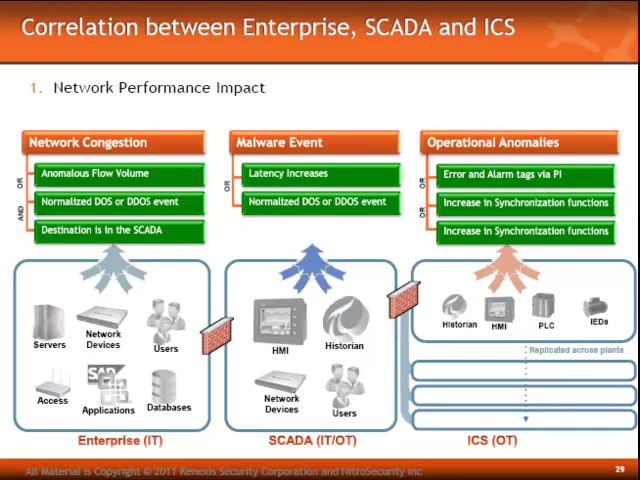 Correlation between Enterprise, SCADA and ICS
1. Network Performance Impact
Network Congestion
OR
AND
Anomalous Flow Volume
Normalized DOS or DDOS event
Destination is in the SCADA
Malware Event
OR
Latency Increases
Normalized DOS or DDOS event
Operational Anomalies
OR
OR
Error and Alarm tags via PI
Increase in Synchronization functions
Increase in Synchronization functions
Servers
Network
Devices
Users
Access
SAP
Applications
Databases
Enterprise (IT)
HMI
Historian
Network
Devices
Users
SCADA (IT/OT)
Historian
HMI
PLC
IEDs
Replicated across plants
ICS (OT)
All Material is Copyright © 2011 Kenexis Security Corporation and NitroSecurity Inc
29